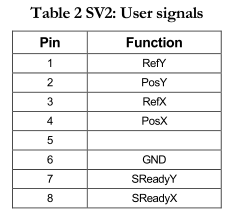 Table 2 SV2: User signals
Pin Function
1 RefY
2 PosY
3 RefX
4 PosX
5
6 GND
7 SReadyY
8 SReadyX